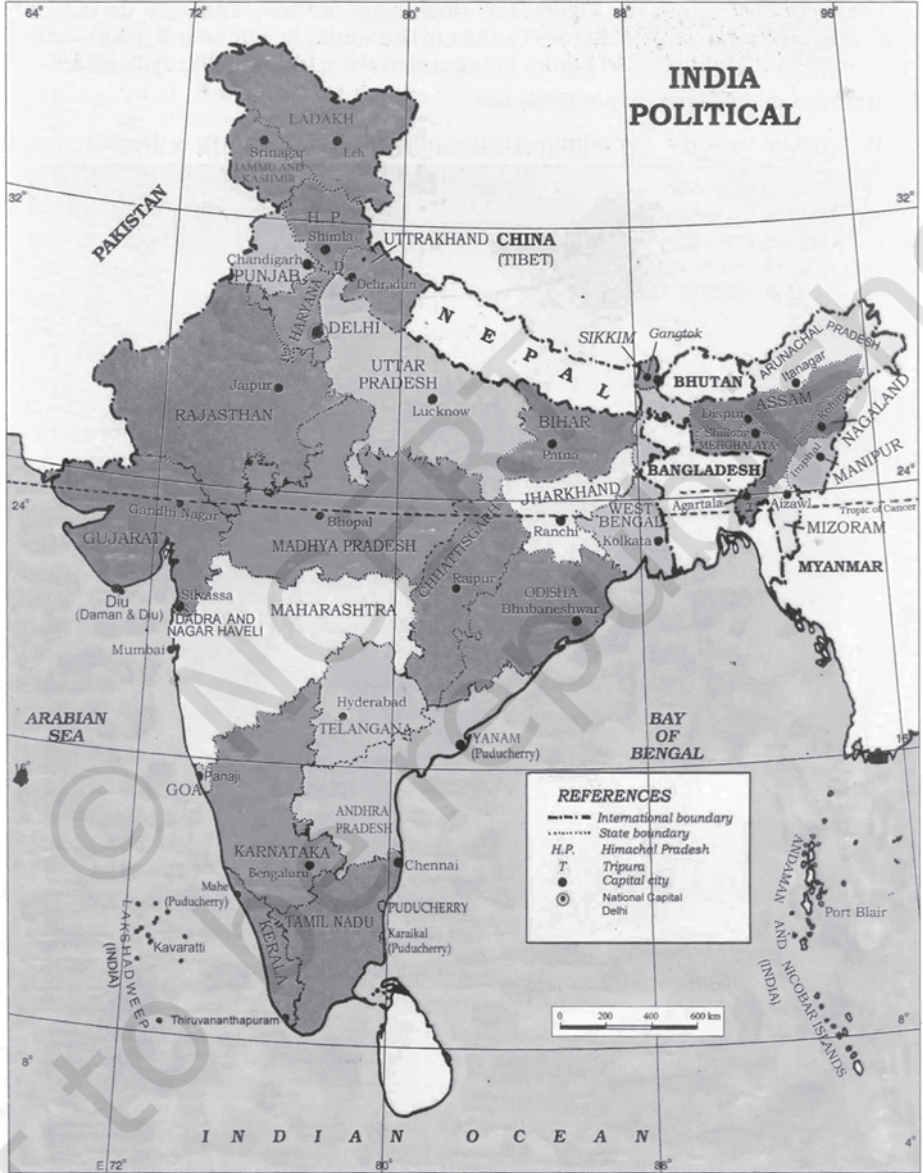 64° 72° 80 88 96
INDIA
POLITICAL
LADAKH
Srinagar
Leh
JAMMU AND
KASHMIR
32°
32°
PAKISTAN
H. P.
Shimla
UTTRAKHAND
CHINA
(TIBET)
Chandigarh
PUNJAB
D
Dehradun
HARYANA
DELHI
NEPAL
SIKKIM
Gangtok
ARUNACHAL PRADESH
Itanagar
UTTAR
PRADESH
BHUTAN
Jaipur
RAJASTHAN
Lucknow
BIHAR
Patna
Dispur
ASSAM
Shillong
MEHGHALAYA
Kohima
NAGALAND
Imphal
MANIPUR
BANGLADESH
24°
24°
JHARKHAND
Ranchi
WEST
BENGAL
Kolkata
Agartala
T
Aizawl
Tropic of Cancer
MIZORAM
MYANMAR
Gandhi Nagar
GUJARAT
Bhopal
MADHYA PRADESH
CHHATTISGARH
Raipur
ODISHA
Bhubaneshwar
Diu
(Daman & Diu)
Silvassa
DADRA AND
NAGAR HAVELI
MAHARASHTRA
Mumbai
Hyderabad
TELANGANA
ARABIAN
SEA
BAY
OF
BENGAL
YANAM
(Puducherry)
16°
16°
GOA
Panaji
ANDHRA
PRADESH
KARNATAKA
Bengaluru
Chennai
REFERENCES
International boundary
State boundary
H.P. Himachal Pradesh
T Tripura
Capital city
National Capital
Delhi
Mahe
(Puducherry)
PUDUCHERRY
Karaikal
(Puducherry)
TAMIL NADU
KERALA
LAKSHADWEEP
(INDIA)
Kavaratti
Thiruvananthapuram
ANDAMAN AND
NICOBAR ISLANDS
(INDIA)
Port Blair
0 200 400 600 km
8°
8°
INDIAN OCEAN
4°
E. 72° 80 88
© NCERT
not to be republished